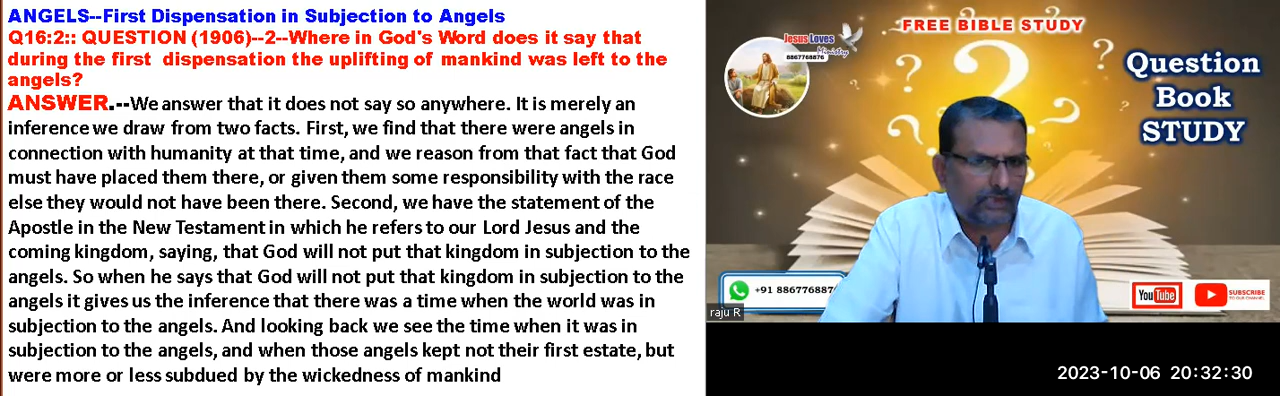 ANGELS--First Dispensation in Subjection to Angels
Q16:2:: QUESTION (1906)--2--Where in God's Word does it say that
during the first dispensation the uplifting of mankind was left to the
angels?
ANSWER.--We answer that it does not say so anywhere. It is merely an
inference we draw from two facts. First, we find that there were angels in
connection with humanity at that time, and we reason from that fact that God
must have placed them there, or given them some responsibility with the race
else they would not have been there. Second, we have the statement of the
Apostle in the New Testament in which he refers to our Lord Jesus and the
coming kingdom, saying, that God will not put that kingdom in subjection to the
angels. So when he says that God will not put that kingdom in subjection to the
angels it gives us the inference that there was a time when the world was in
subjection to the angels. And looking back we see the time when it was in
subjection to the angels, and when those angels kept not their first estate, but
were more or less subdued by the wickedness of mankind
FREE BIBLE STUDY
Jesus Loves
Ministry
8867768876
Question
Book
STUDY
+91 886776887
YouTube
SUBSCRIBE
TO OUR CHANNEL
raju R
2023-10-06 20:32:30